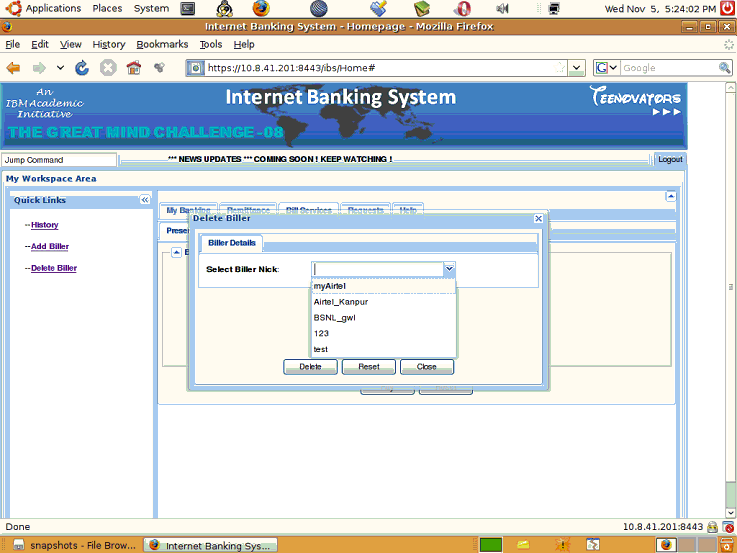 Applications Places System Wed Nov 5, 5:24:02 PM
Internet Banking System - Homepage - Mozilla Firefox
File Edit View History Bookmarks Tools Help
https://10.8.41.201:8443/ibs/Home# Google
An
IBM Academic
Initiative
Internet Banking System
TEENOVATORS
THE GREAT MIND CHALLENGE -08
Jump Command
*** NEWS UPDATES *** COMING SOON ! KEEP WATCHING !
Logout
My Workspace Area
Quick Links
--History
--Add Biller
--Delete Biller
My Banking Remittance Bill Services Requests Help
Delete Biller
Biller Details
Select Biller Nick:
myAirtel
Airtel_Kanpur
BSNL_gwl
123
test
Delete Reset Close
Done 10.8.41.201:8443
snapshots - File Brow... Internet Banking Sys...